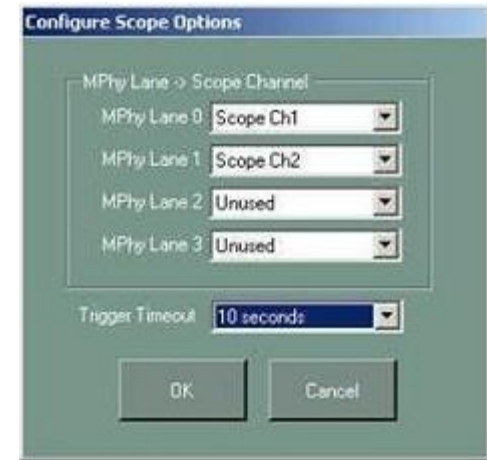 Configure Scope Options
MPhy Lane -> Scope Channel
MPhy Lane 0 Scope Ch1
MPhy Lane 1 Scope Ch2
MPhy Lane 2 Unused
MPhy Lane 3 Unused
Trigger Timeout 10 seconds
OK Cancel